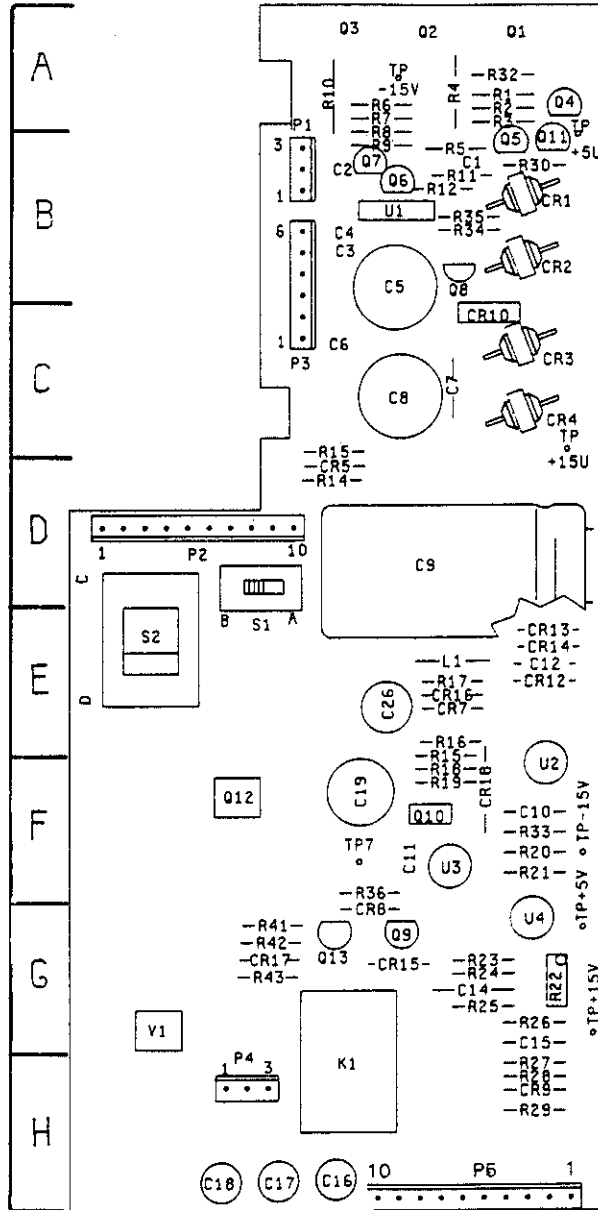 Q3 Q2 Q1
A
TP
-15V
R10
R4
R32
R6
R1
R7
R2
R8
R3
R9
Q4
P1
3
1
Q7
C2
Q6
R5
C1
Q5
Q11
TP
+5U
R11
R30
R12
B
U1
CR1
R35
R34
6
C4
C3
C5
Q8
CR2
CR10
1
P3
C6
C
CR3
C8
C7
CR4
TP
+15U
R15
CR5
R14
D
1 P2 10
C9
C
S2
D
B S1 A
CR13
CR14
C12
CR12
E
L1
R17
CR16
CR7
C26
R16
R15
R18
R19
CR18
U2
F
Q12
C19
Q10
C10
R33
R20
R21
TP-15V
TP7
C11
U3
TP+5V
R36
CR8
R41
R42
CR17
R43
Q13
Q9
CR15
U4
G
R23
R24
C14
R25
R22
TP+15V
V1
R26
C15
P4
1 3
K1
R27
R28
CR9
R29
H
C18 C17 C16
10 P5 1